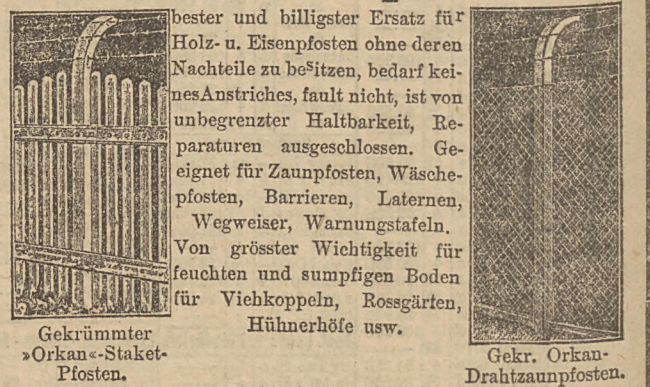 bester und billigster Ersatz für
Holz- u. Eisenpfosten ohne deren
Nachteile zu besitzen, bedarf kei-
nes Anstriches, fault nicht, ist von
unbegrenzter Haltbarkeit, Re-
paraturen ausgeschlossen. Ge-
eignet für Zaunpfosten, Wäsche-
pfosten, Barrieren, Laternen,
Wegweiser, Warnungstafeln.
Von grösster Wichtigkeit für
feuchten und sumpfigen Boden
für Viehkoppeln, Rossgärten,
Hühnerhöfe usw.
Gekrümmter
»Orkan«-Staket-
Pfosten.
Gekr. Orkan-
Drahtzaunpfosten.